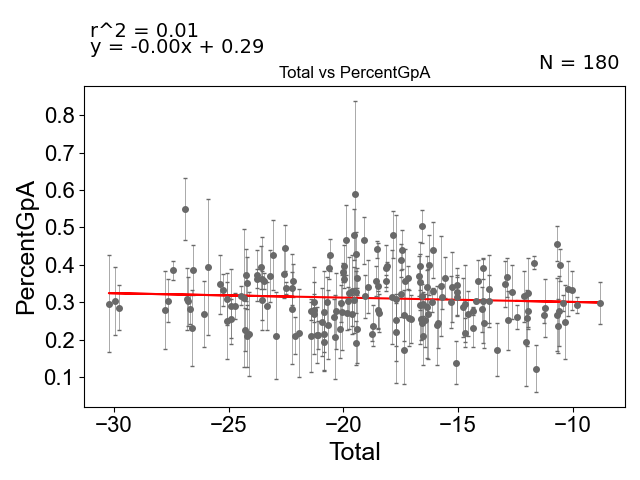 r^2 = 0.01
y = -0.00x + 0.29
N = 180
Total vs PercentGpA
PercentGpA
0.8
0.7
0.6
0.5
0.4
0.3
0.2
0.1
−30 −25 −20 −15 −10
Total